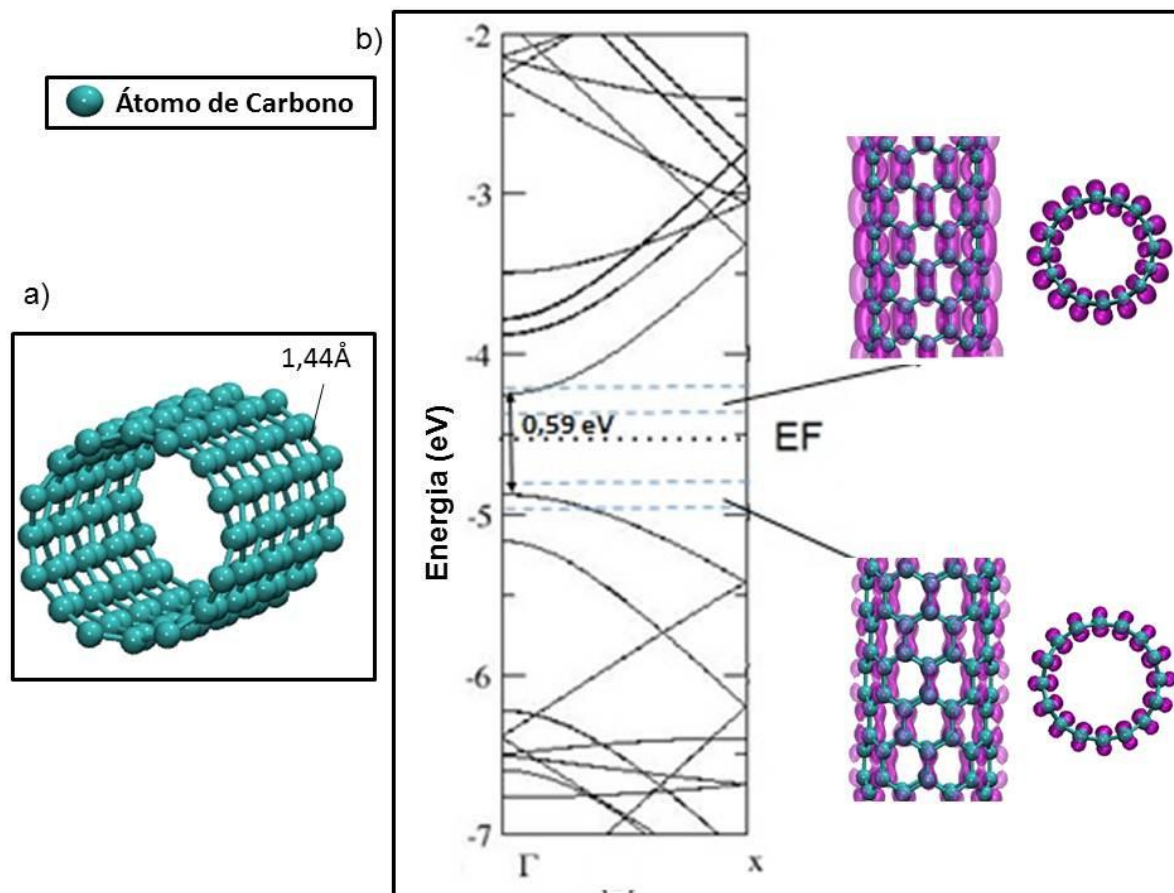 b)
Átomo de Carbono
a)
1,44Å
Energia (eV)
-2
-3
-4
0,59 eV
EF
-5
-6
-7
Γ
x